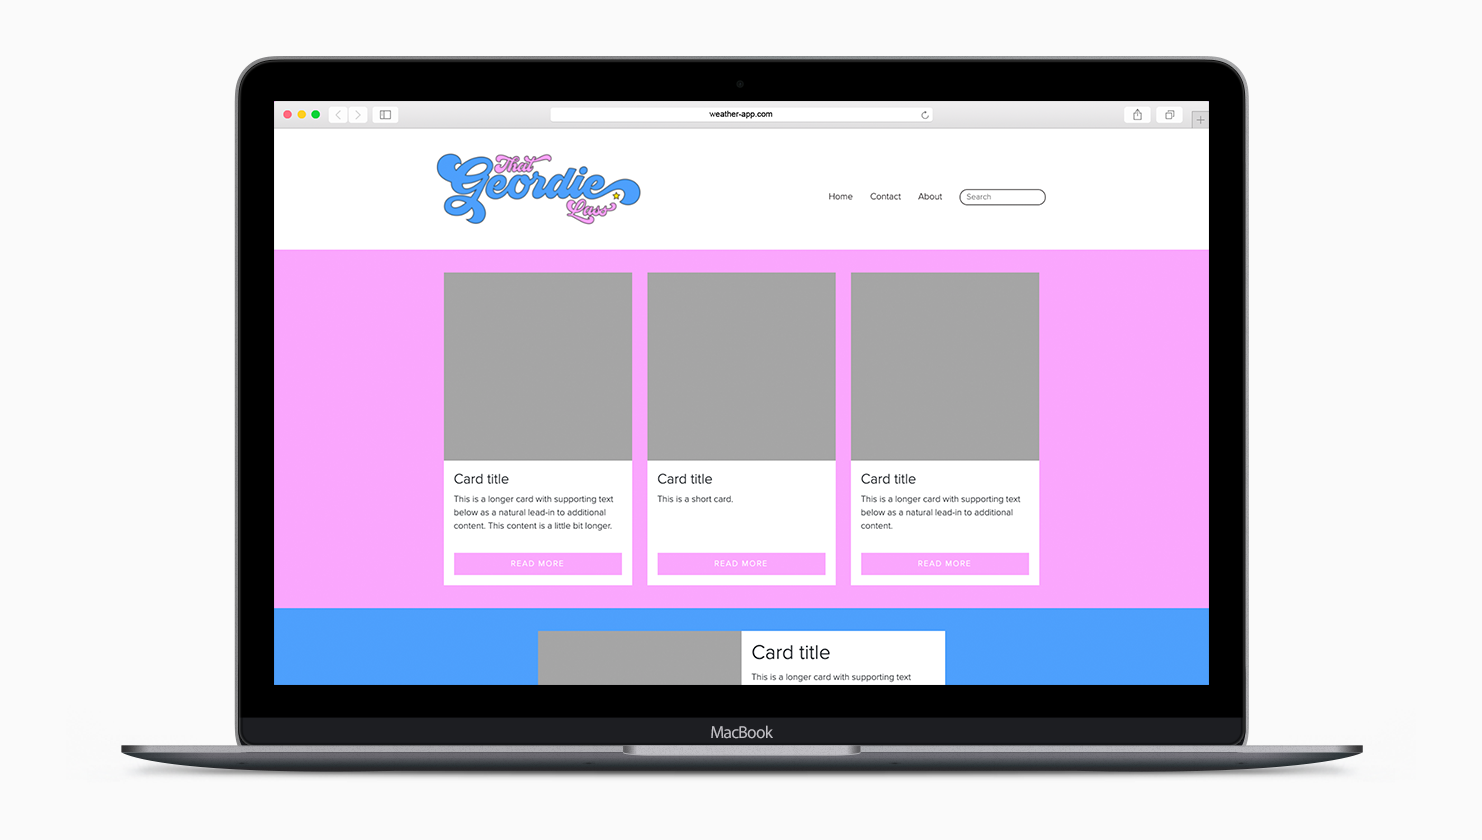 weather-app.com
That
Geordie
Lass
Home
Contact
About
Search
Card title
This is a longer card with supporting text
below as a natural lead-in to additional
content. This content is a little bit longer.
READ MORE
Card title
This is a short card.
READ MORE
Card title
This is a longer card with supporting text
below as a natural lead-in to additional
content.
READ MORE
Card title
This is a longer card with supporting text
MacBook